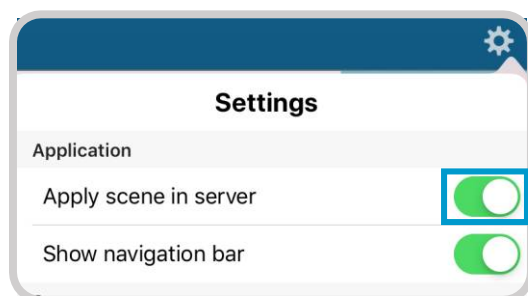 Settings
Application
Apply scene in server
Show navigation bar